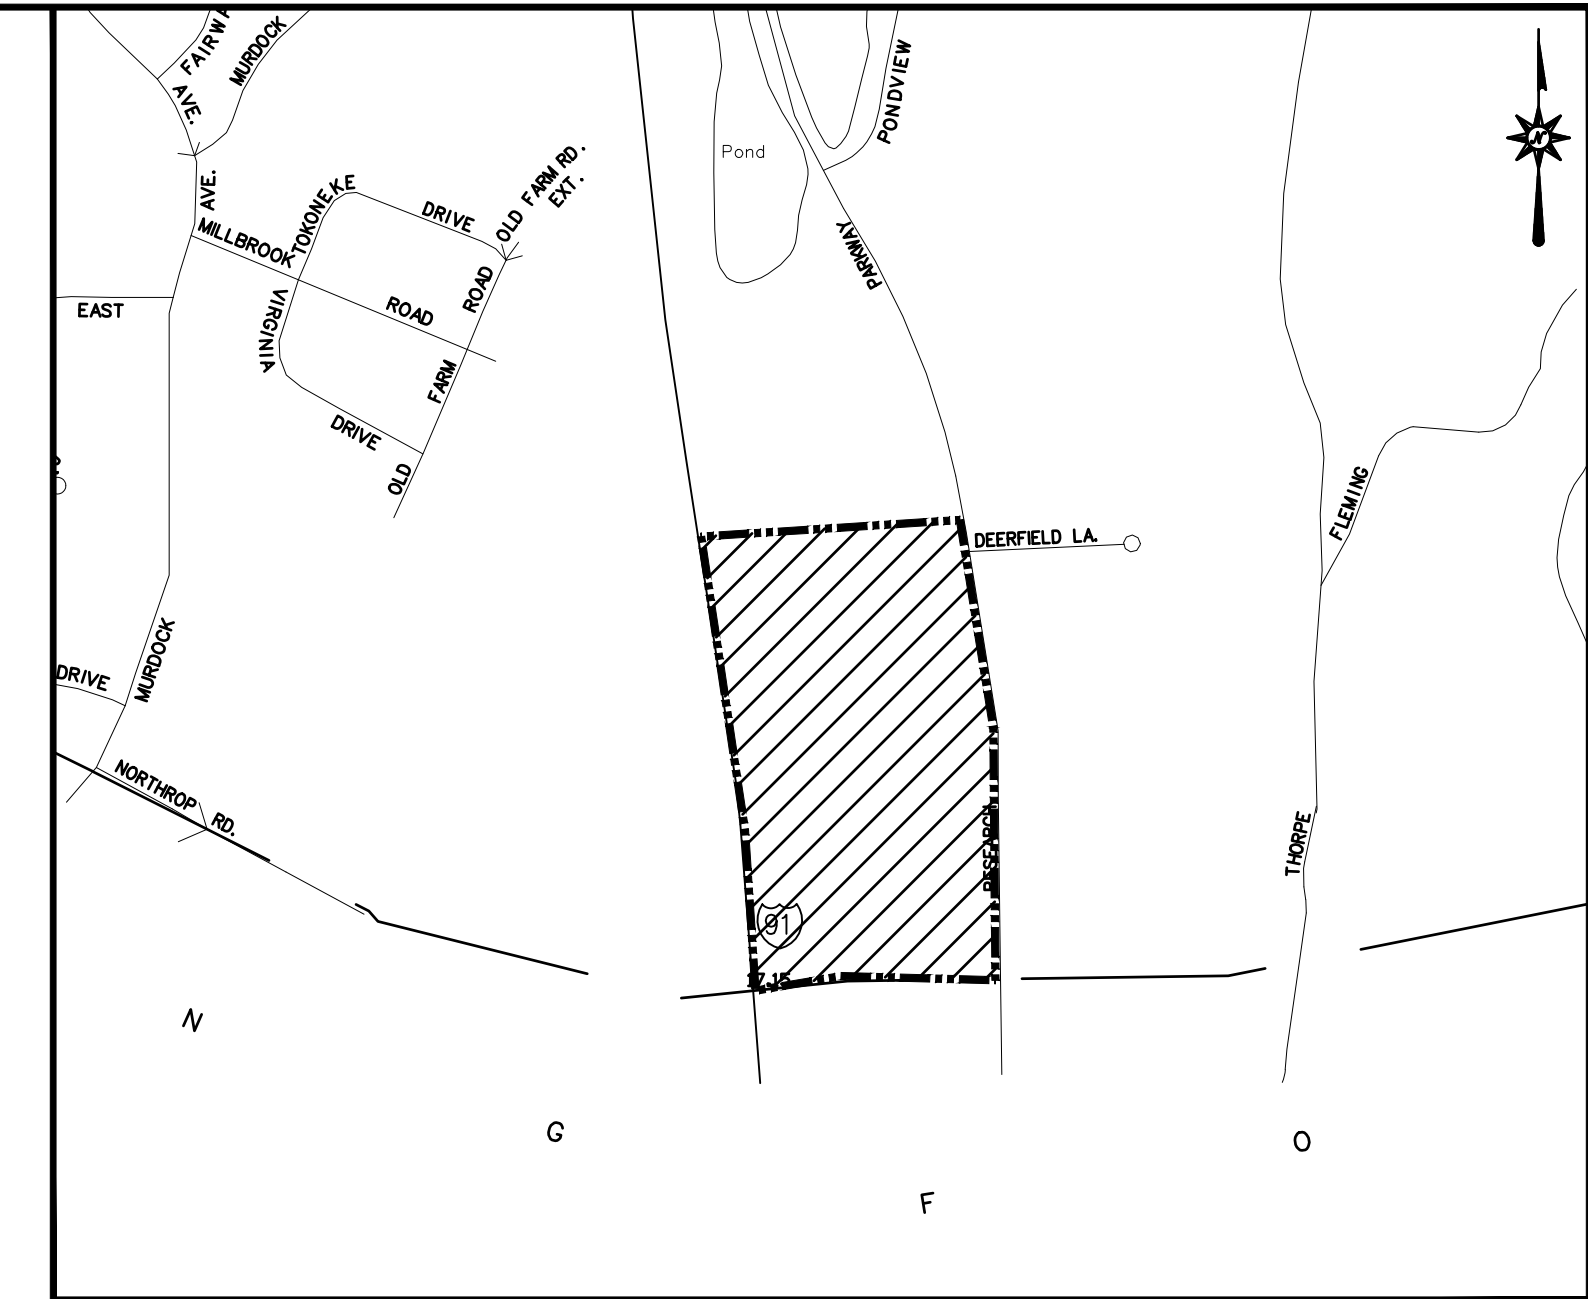 MURDOCK
AVE.
PONDVIEW
Pond
OLD FARM RD.
EXT.
AVE.
TOKONEKE
DRIVE
MILLBROOK
PARKWAY
ROAD
EAST
VIRGINIA
ROAD
FARM
DRIVE
OLD
FLEMING
DEERFIELD LA.
MURDOCK
DRIVE
NORTHROP
RD.
RESEARCH
THORPE
91
N
N
G
O
F